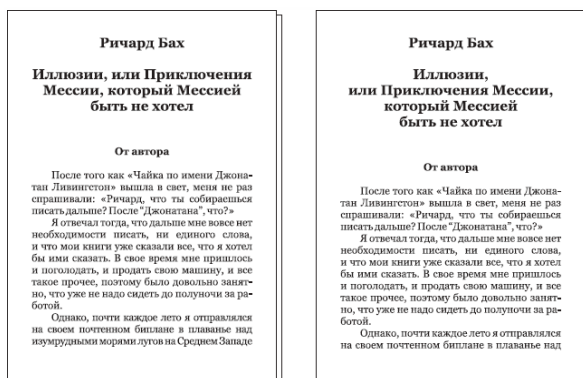 Ричард Бах
Иллюзии, или Приключения
Мессии, который Мессией
быть не хотел
От автора
После того как «Чайка по имени Джона-
тан Ливингстон» вышла в свет, меня не раз
спрашивали: «Ричард, что ты собираешься
писать дальше? После “Джонатана”, что?»
Я отвечал тогда, что дальше мне вовсе нет
необходимости писать, ни единого слова,
и что мои книги уже сказали все, что я хотел
бы ими сказать. В свое время мне пришлось
и поголодать, и продать свою машину, и все
такое прочее, поэтому было довольно занят-
но, что уже не надо сидеть до полуночи за ра-
ботой.
Однако, почти каждое лето я отправлялся
на своем почтенном биплане в плаванье над
изумрудными морями лугов на Среднем Западе
Ричард Бах
Иллюзии,
или Приключения Мессии,
который Мессией
быть не хотел
От автора
После того как «Чайка по имени Джона-
тан Ливингстон» вышла в свет, меня не раз
спрашивали: «Ричард, что ты собираешься
писать дальше? После “Джонатана”, что?»
Я отвечал тогда, что дальше мне вовсе нет
необходимости писать, ни единого слова,
и что мои книги уже сказали все, что я хотел
бы ими сказать. В свое время мне пришлось
и поголодать, и продать свою машину, и все
такое прочее, поэтому было довольно занят-
но, что уже не надо сидеть до полуночи за ра-
ботой.
Однако, почти каждое лето я отправлялся
на своем почтенном биплане в плаванье над